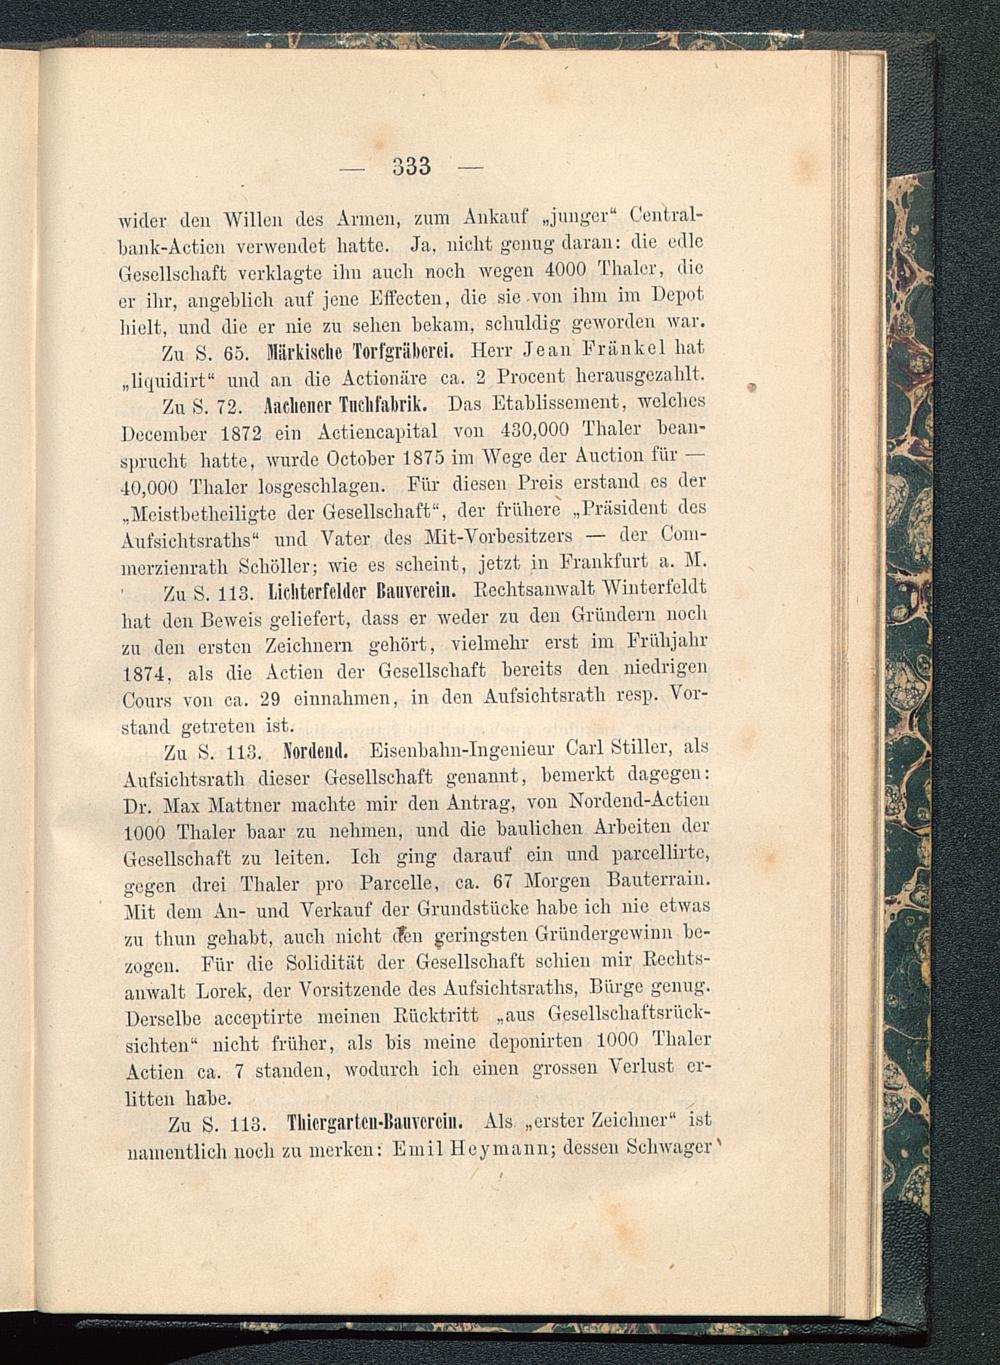 — 333 —
wider den Willen des Armen, zum Ankauf „junger“ Central-
bank-Actien verwendet hatte. Ja, nicht genug daran: die edle
Gesellschaft verklagte ihn auch noch wegen 4000 Thaler, die
er ihr, angeblich auf jene Effecten, die sie von ihm im Depot
hielt, und die er nie zu sehen bekam, schuldig geworden war.
Zu S. 65. Märkische Torfgräberei. Herr Jean Fränkel hat
„liquidirt“ und an die Actionäre ca. 2 Procent herausgezahlt.
Zu S. 72. Aachener Tuchfabrik. Das Etablissement, welches
December 1872 ein Actiencapital von 430,000 Thaler bean-
sprucht hatte, wurde October 1875 im Wege der Auction für —
40,000 Thaler losgeschlagen. Für diesen Preis erstand es der
„Meistbetheiligte der Gesellschaft“, der frühere „Präsident des
Aufsichtsraths“ und Vater des Mit-Vorbesitzers — der Com-
merzienrath Schöller; wie es scheint, jetzt in Frankfurt a. M.
Zu S. 113. Lichterfelder Bauverein. Rechtsanwalt Winterfeldt
hat den Beweis geliefert, dass er weder zu den Gründern noch
zu den ersten Zeichnern gehört, vielmehr erst im Frühjahr
1874, als die Actien der Gesellschaft bereits den niedrigen
Cours von ca. 29 einnahmen, in den Aufsichtsrath resp. Vor-
stand getreten ist.
Zu S. 113. Nordend. Eisenbahn-Ingenieur Carl Stiller, als
Aufsichtsrath dieser Gesellschaft genannt, bemerkt dagegen:
Dr. Max Mattner machte mir den Antrag, von Nordend-Actien
1000 Thaler baar zu nehmen, und die baulichen Arbeiten der
Gesellschaft zu leiten. Ich ging darauf ein und parcellirte,
gegen drei Thaler pro Parcelle, ca. 67 Morgen Bauterrain.
Mit dem An- und Verkauf der Grundstücke habe ich nie etwas
zu thun gehabt, auch nicht den geringsten Gründergewinn be-
zogen. Für die Solidität der Gesellschaft schien mir Rechts-
anwalt Lorek, der Vorsitzende des Aufsichtsraths, Bürge genug.
Derselbe acceptirte meinen Rücktritt „aus Gesellschaftsrück-
sichten“ nicht früher, als bis meine deponirten 1000 Thaler
Actien ca. 7 standen, wodurch ich einen grossen Verlust er-
litten habe.
Zu S. 113. Thiergarten-Bauverein. Als „erster Zeichner“ ist
namentlich noch zu merken: Emil Heymann; dessen Schwager